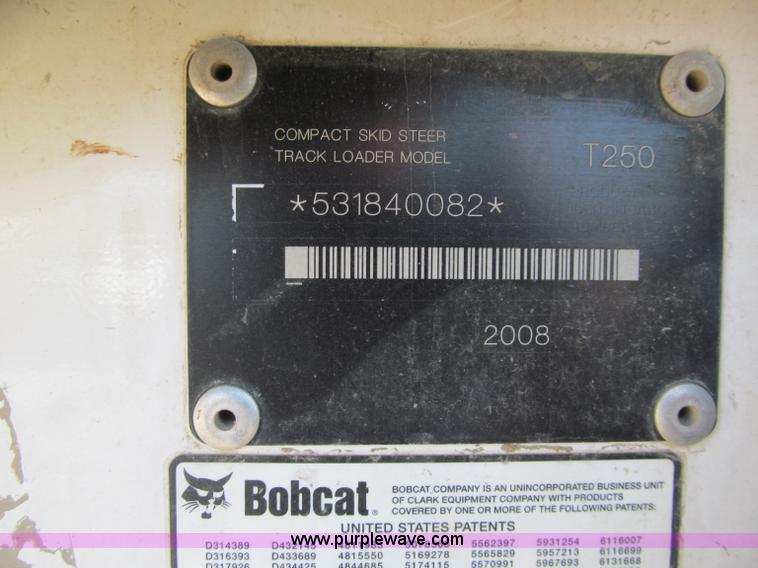 COMPACT SKID STEER
TRACK LOADER MODEL T250
*531840082*
2008
Bobcat
BOBCAT COMPANY IS AN UNINCORPORATED BUSINESS UNIT
OF CLARK EQUIPMENT COMPANY WITH PRODUCTS
COVERED BY ONE OR MORE OF THE FOLLOWING PATENTS:
UNITED STATES PATENTS
D314389 5562397 5931254 6116007
www.purplewave.com
D316393 D433689 4815550 5169278 5565829 5957213 6116699
D317926 D434425 4844685 5174115 5570991 5967693 6131668